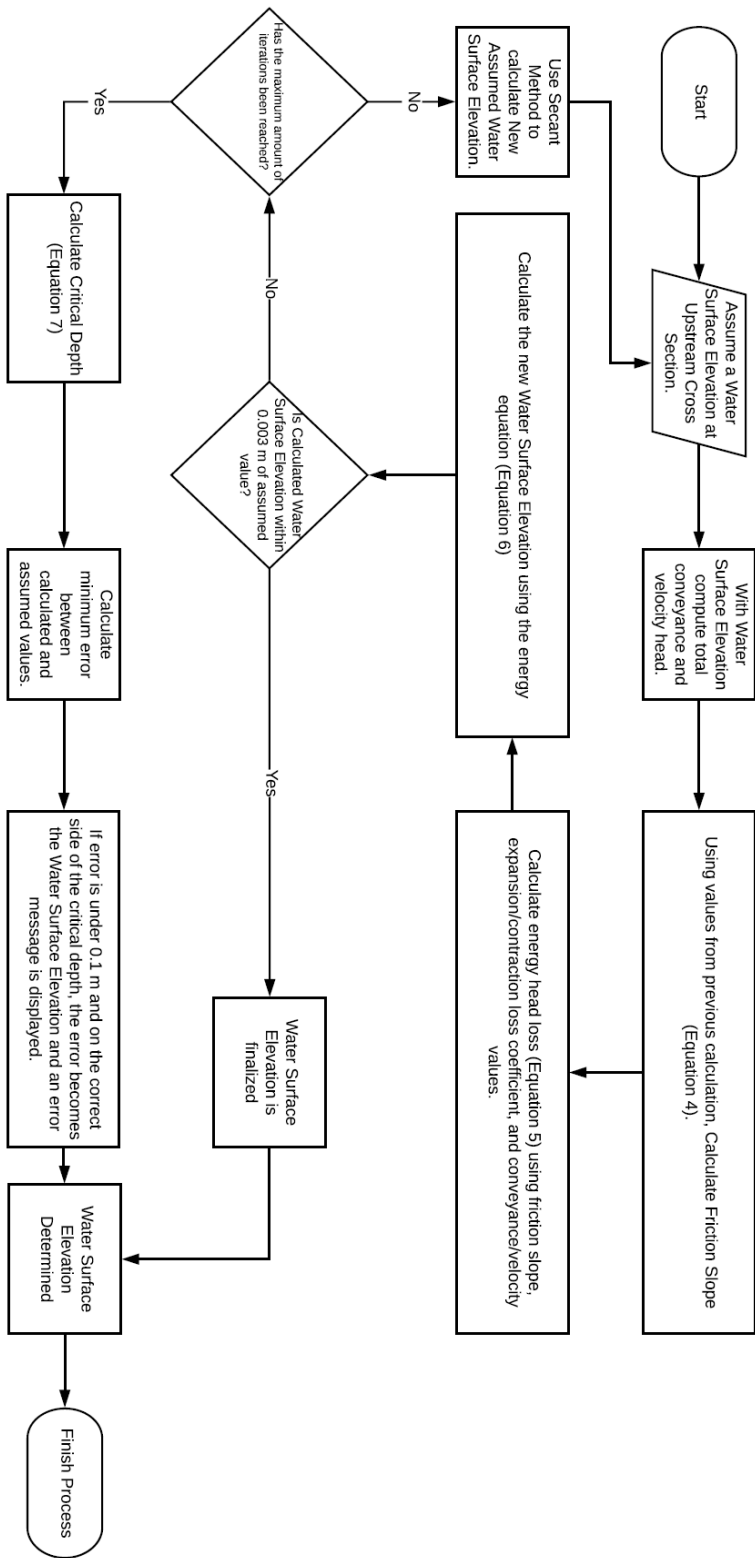 Start
Assume a Water
Surface Elevation at
Upstream Cross
Section.
With Water
Surface Elevation
compute total
conveyance and
velocity head.
Using values from previous calculation, Calculate Friction Slope
(Equation 4).
Calculate energy head loss (Equation 5) using friction slope,
expansion/contraction loss coefficient, and conveyance/velocity
values.
Calculate the new Water Surface Elevation using the energy
equation (Equation 6)
Use Secant
Method to
calculate New
Assumed Water
Surface Elevation.
Is Calculated Water
Surface Elevation within
0.003 m of assumed
value?
No
Yes
Has the maximum amount of
iterations been reached?
No
Yes
Water Surface
Elevation is
finalized
Calculate Critical Depth
(Equation 7)
Calculate
minimum error
between
calculated and
assumed values.
If error is under 0.1 m and on the correct
side of the critical depth, the error becomes
the Water Surface Elevation and an error
message is displayed.
Water Surface
Elevation
Determined
Finish Process